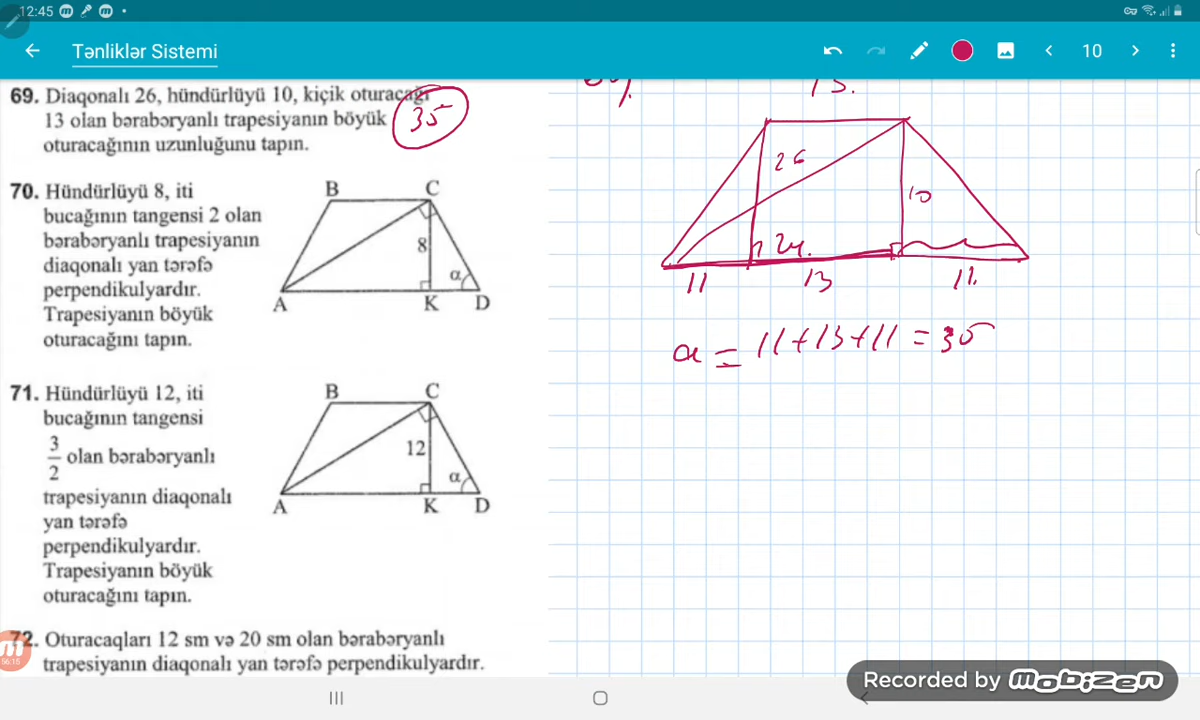 12:45
Tənliklər Sistemi
10
69. Diaqonalı 26, hündürlüyü 10, kiçik oturacağı
13 olan bərabəryanlı trapesiyanın böyük
oturacağının uzunluğunu tapın.
35
70. Hündürlüyü 8, iti
bucağının tangensi 2 olan
bərabəryanlı trapesiyanın
diaqonalı yan tərəfə
perpendikulyardır.
Trapesiyanın böyük
oturacağını tapın.
B C
8
α
A K D
71. Hündürlüyü 12, iti
bucağının tangensi
3/2 olan bərabəryanlı
trapesiyanın diaqonalı
yan tərəfə
perpendikulyardır.
Trapesiyanın böyük
oturacağını tapın.
B C
12
α
A K D
72. Oturacaqları 12 sm və 20 sm olan bərabəryanlı
trapesiyanın diaqonalı yan tərəfə perpendikulyardır.
13.
26
10
24.
11 13 11.
a = 11+13+11 = 35
56:15
Recorded by mobizen